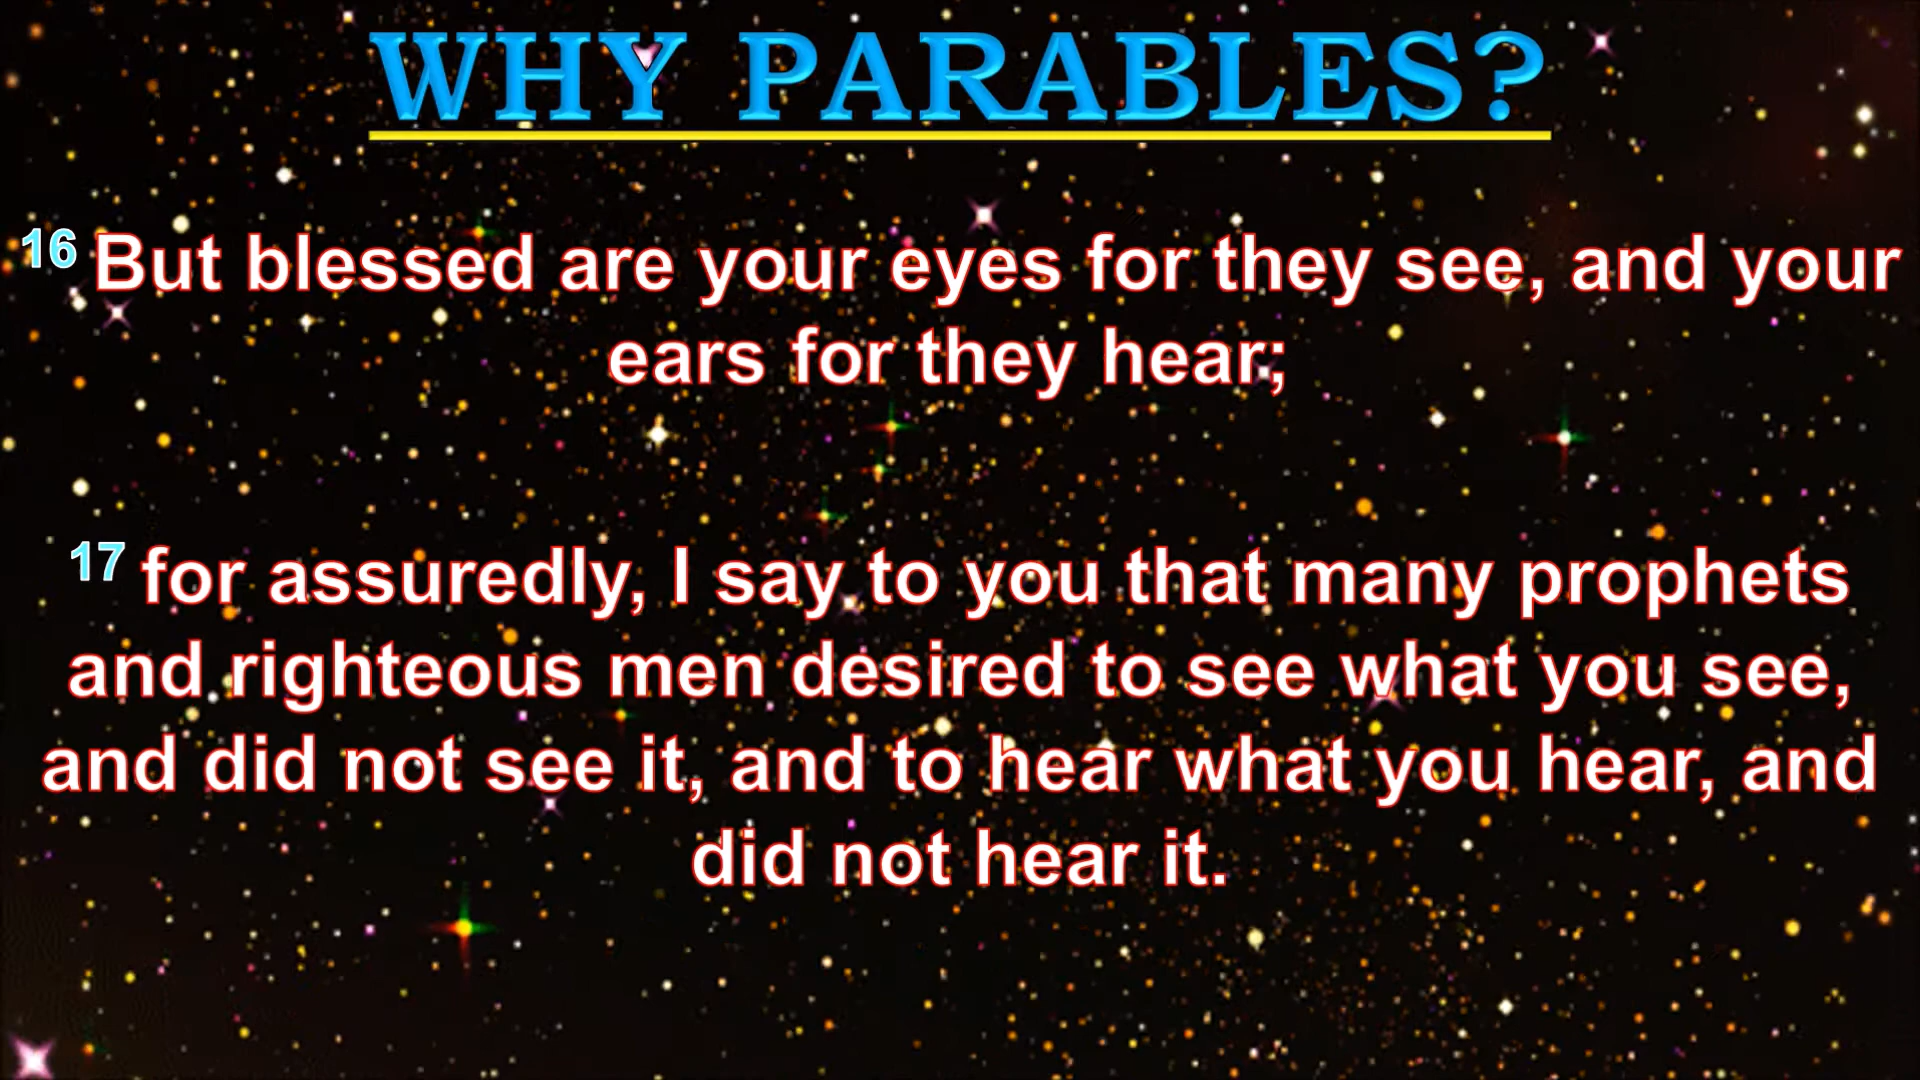 WHY PARABLES?
16 But blessed are your eyes for they see, and your
ears for they hear;
17 for assuredly, I say to you that many prophets
and righteous men desired to see what you see,
and did not see it, and to hear what you hear, and
did not hear it.